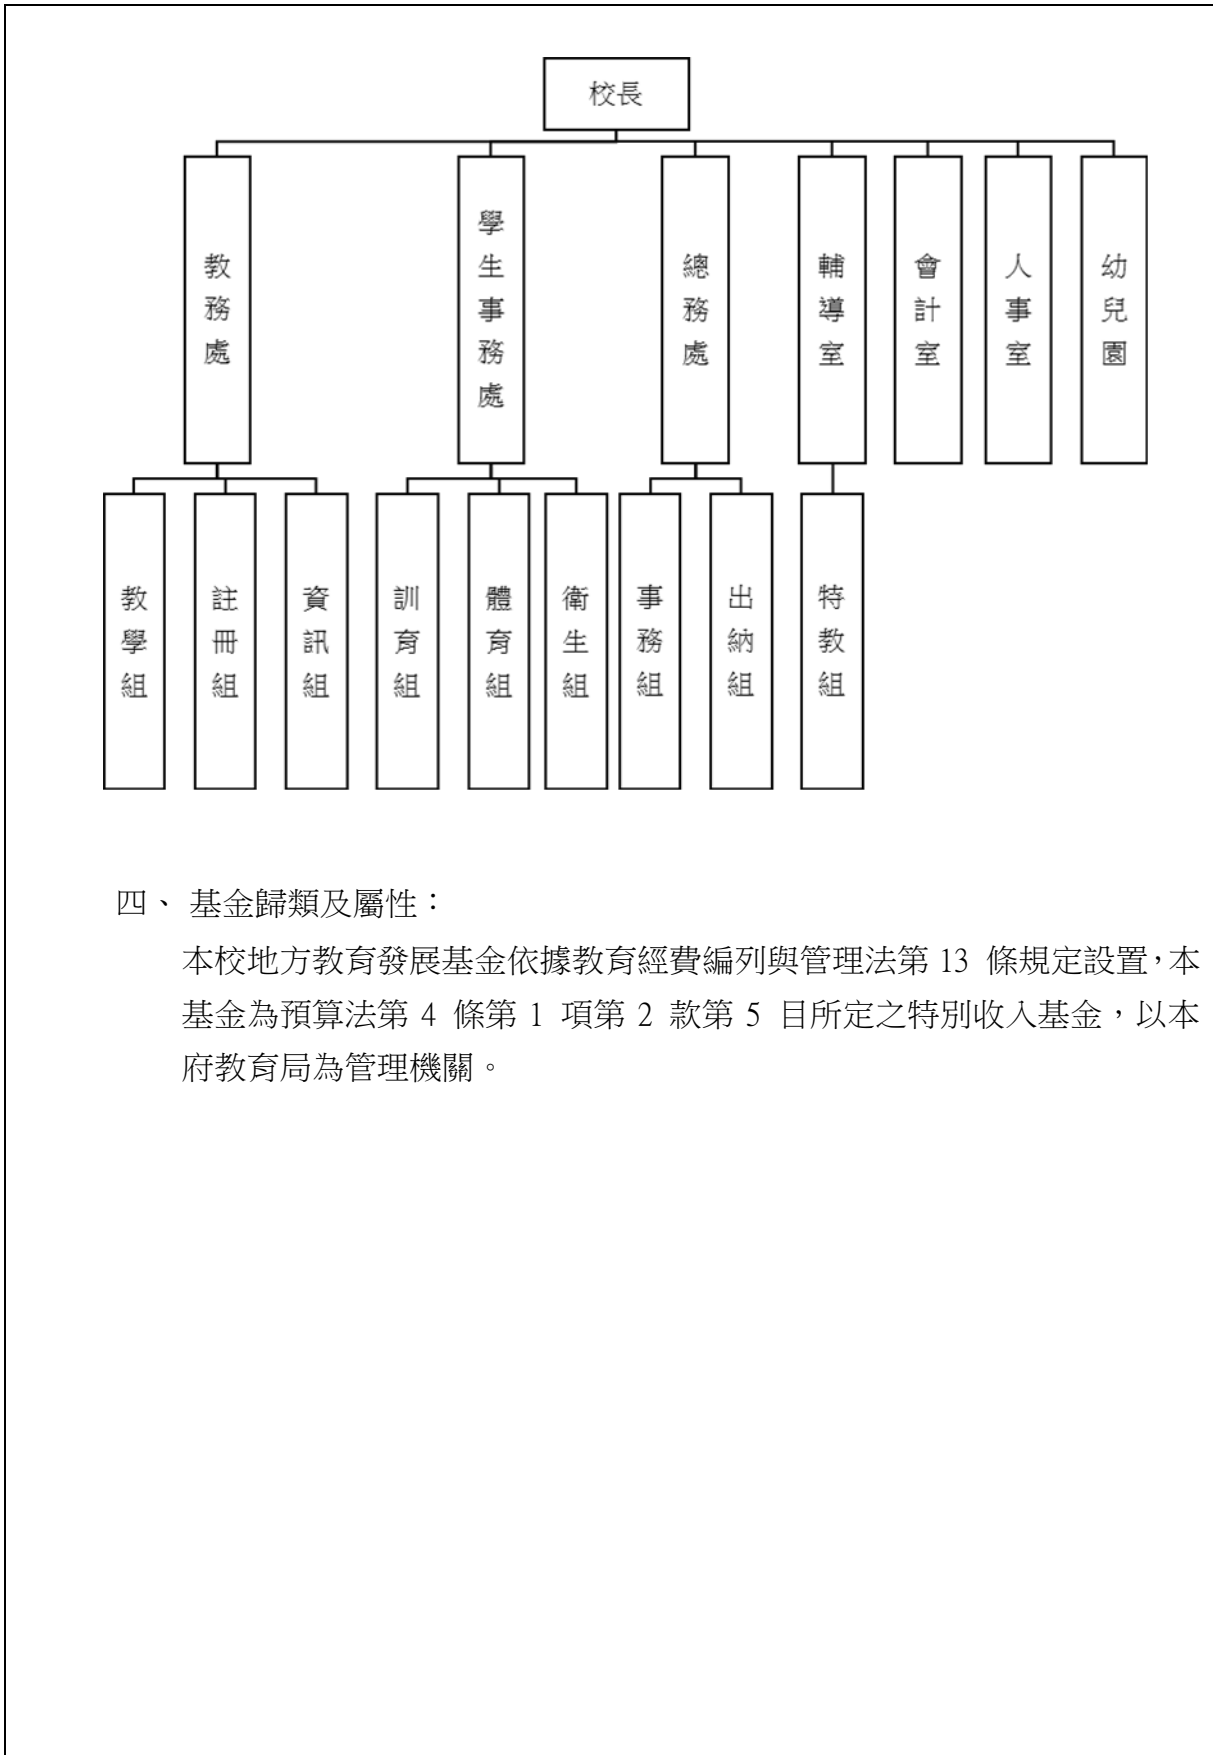 校長
教務處
學生事務處
總務處
輔導室
會計室
人事室
幼兒園
教學組
註冊組
資訊組
訓育組
體育組
衛生組
事務組
出納組
特教組
四、 基金歸類及屬性：
本校地方教育發展基金依據教育經費編列與管理法第 13 條規定設置，本
基金為預算法第 4 條第 1 項第 2 款第 5 目所定之特別收入基金，以本
府教育局為管理機關。